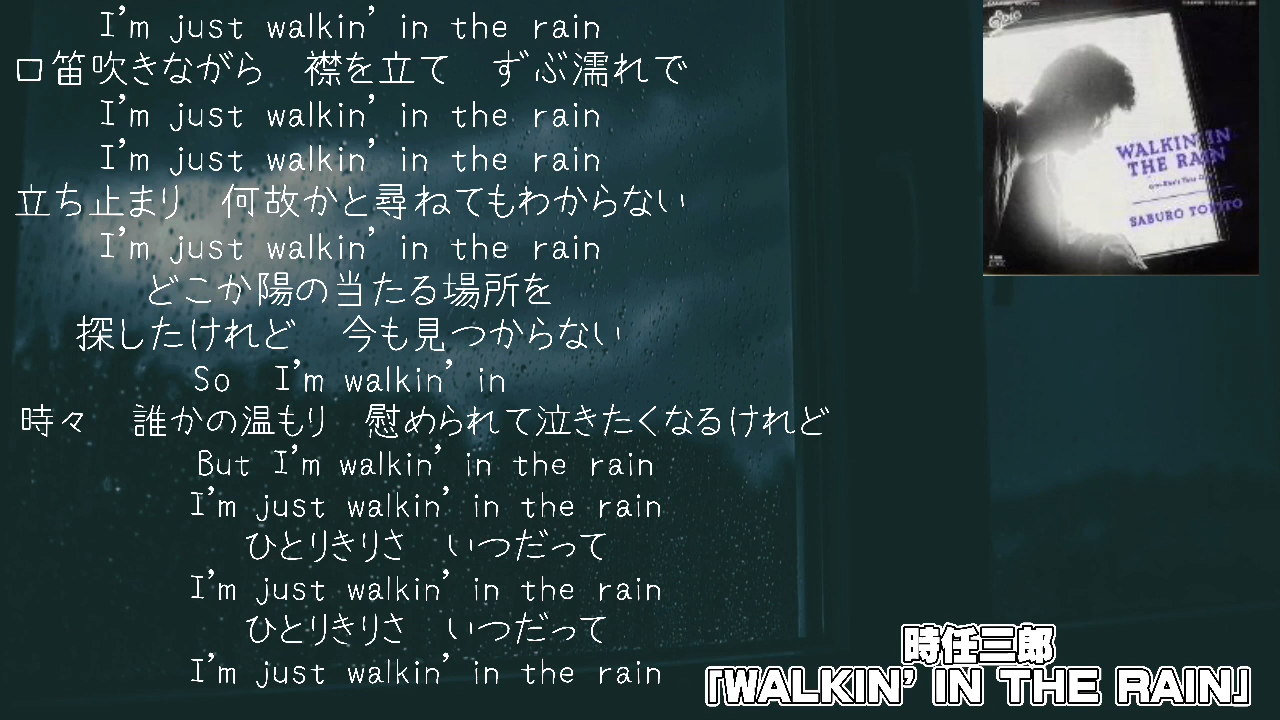 I'm just walkin' in the rain
口笛吹きながら　襟を立て　ずぶ濡れで
I'm just walkin' in the rain
I'm just walkin' in the rain
立ち止まり　何故かと尋ねてもわからない
I'm just walkin' in the rain
どこか陽の当たる場所を
探したけれど　今も見つからない
So　I'm walkin' in
時々　誰かの温もり　慰められて泣きたくなるけれど
But I'm walkin' in the rain
I'm just walkin' in the rain
ひとりきりさ　いつだって
I'm just walkin' in the rain
ひとりきりさ　いつだって
I'm just walkin' in the rain
Epic
WALKIN' IN
THE RAIN
SABURO TOKITO
時任三郎
「WALKIN' IN THE RAIN」